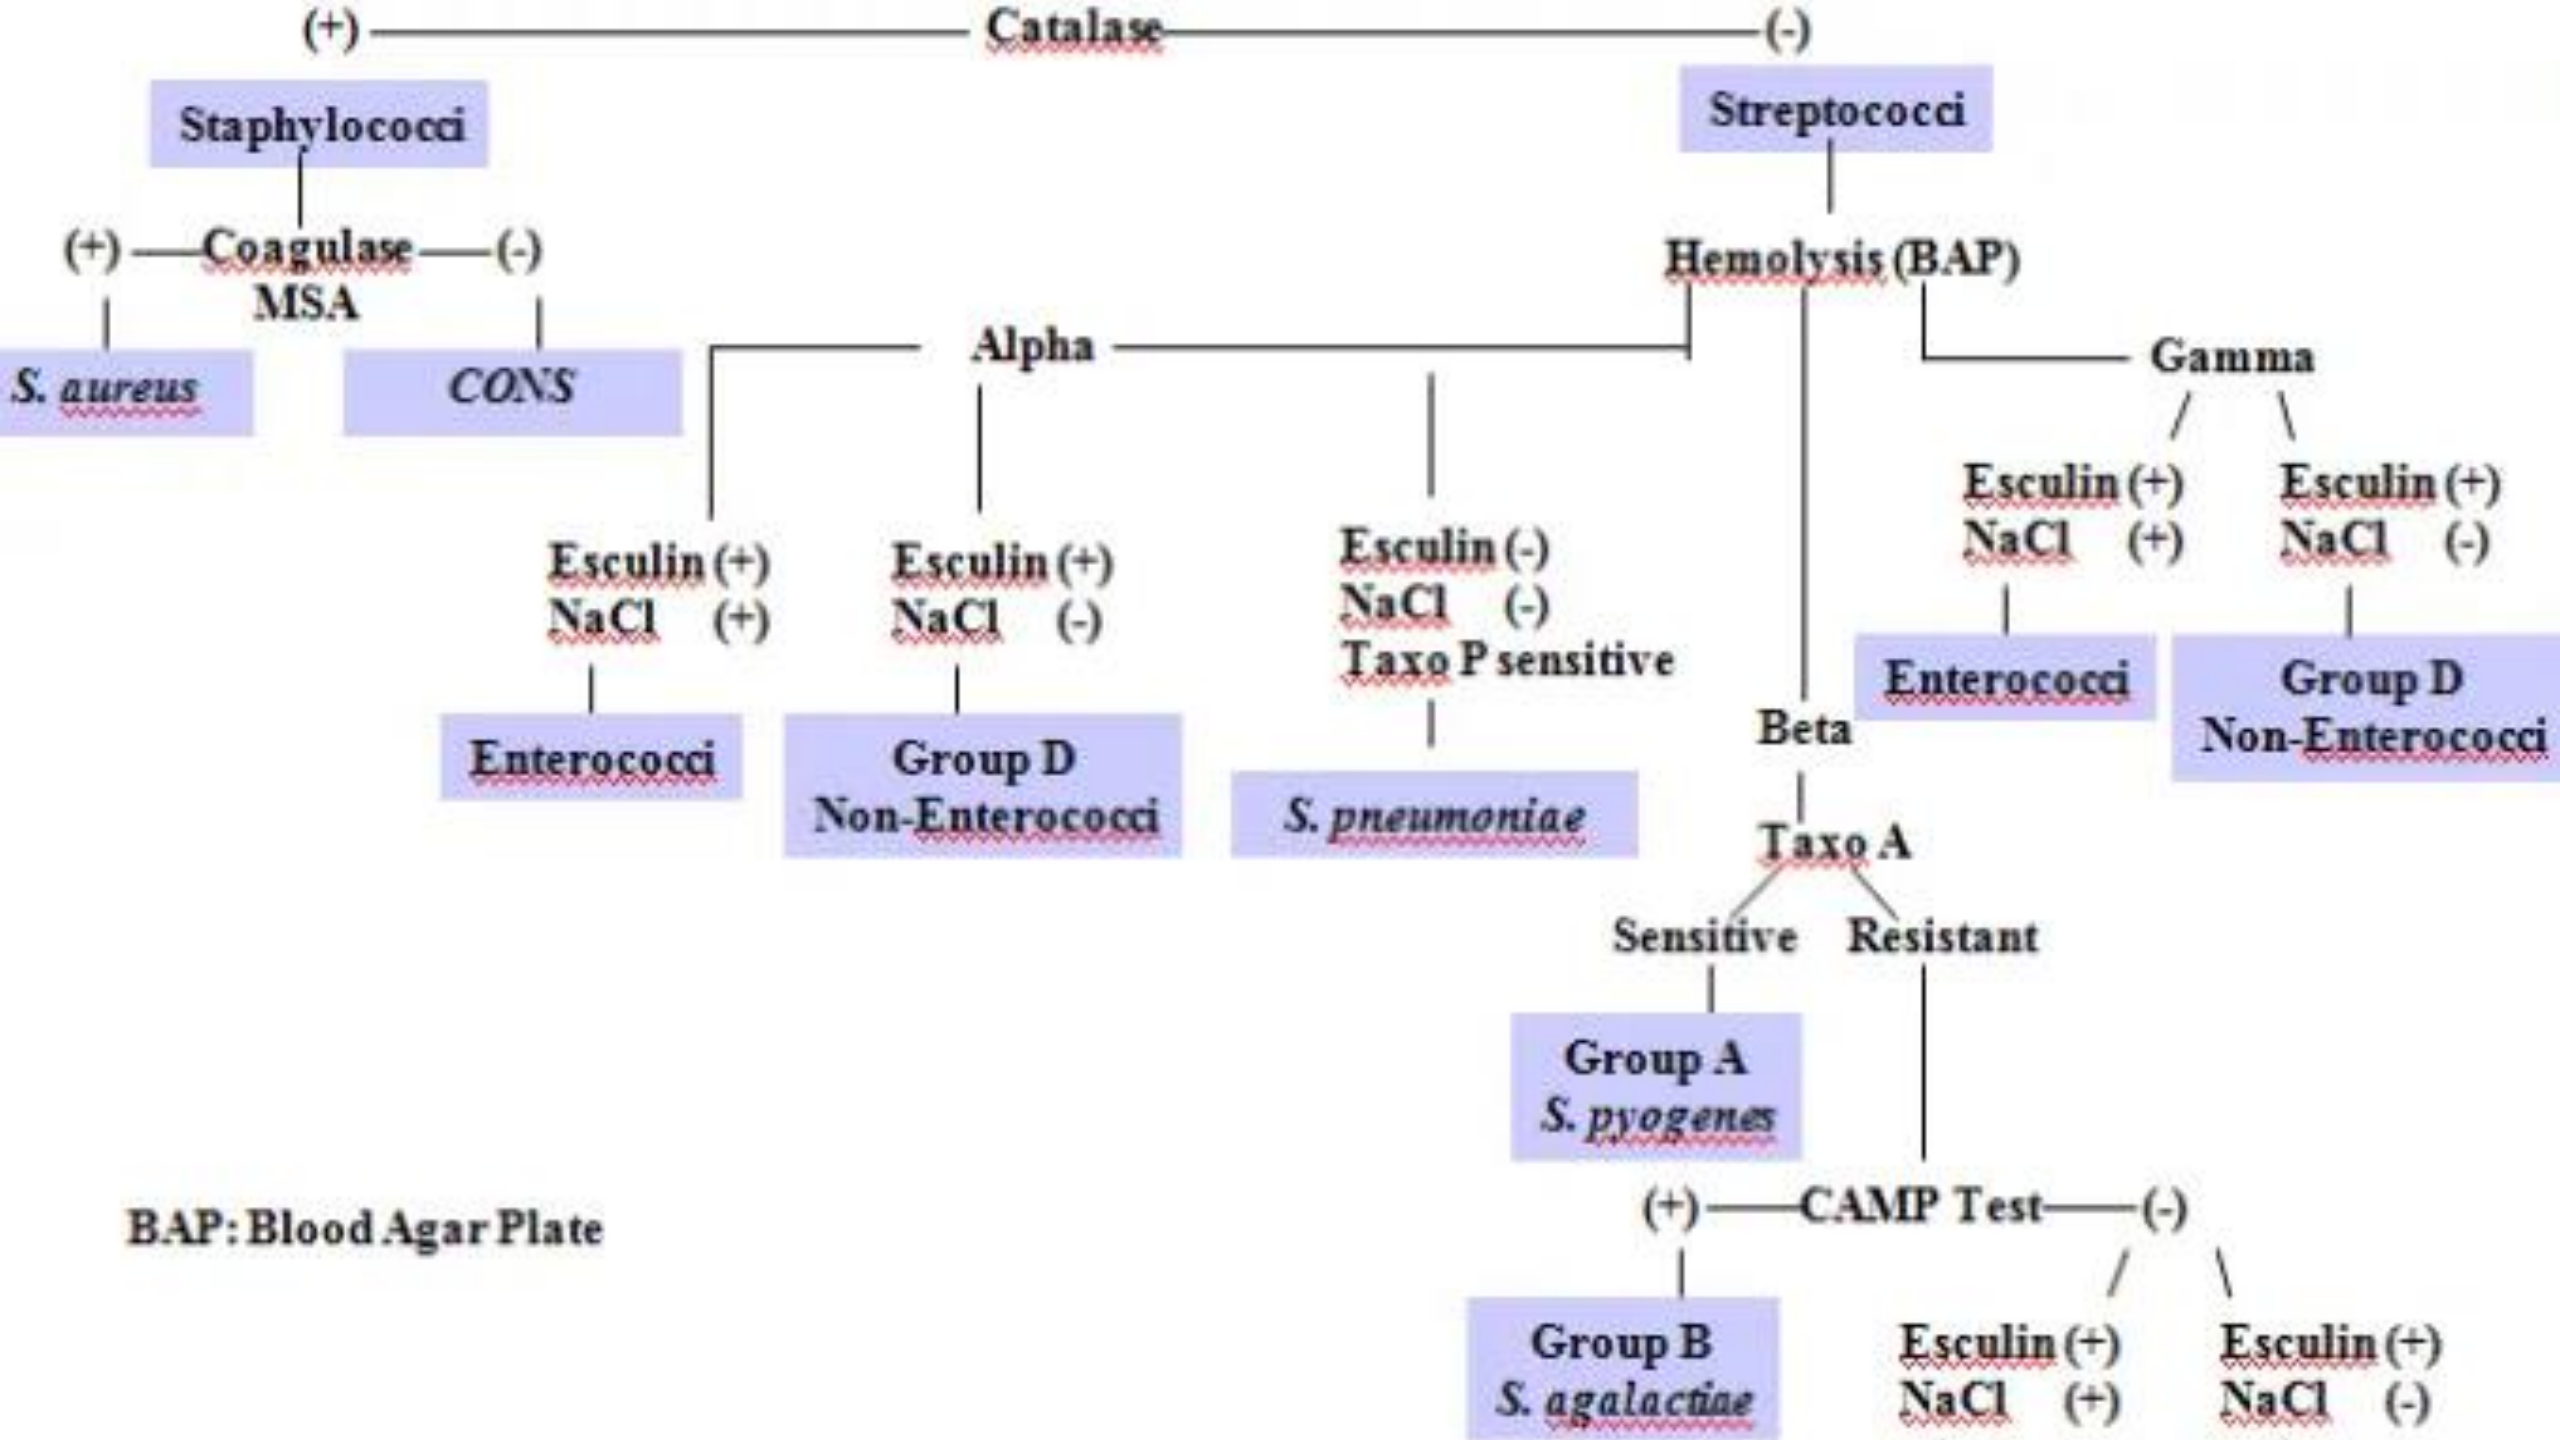 (+) Catalase (-)
Staphylococci
Streptococci
(+) Coagulase (-)
MSA
Hemolysis (BAP)
Alpha
Gamma
S. aureus
CONS
Esculin (+)
NaCl (+)
Esculin (+)
NaCl (-)
Esculin (-)
NaCl (-)
Taxo P sensitive
Esculin (+)
NaCl (+)
Esculin (+)
NaCl (-)
Enterococci
Group D
Non-Enterococci
S. pneumoniae
Beta
Enterococci
Group D
Non-Enterococci
Taxo A
Sensitive
Resistant
Group A
S. pyogenes
(+) CAMP Test (-)
BAP: Blood Agar Plate
Group B
S. agalactiae
Esculin (+)
NaCl (+)
Esculin (+)
NaCl (-)